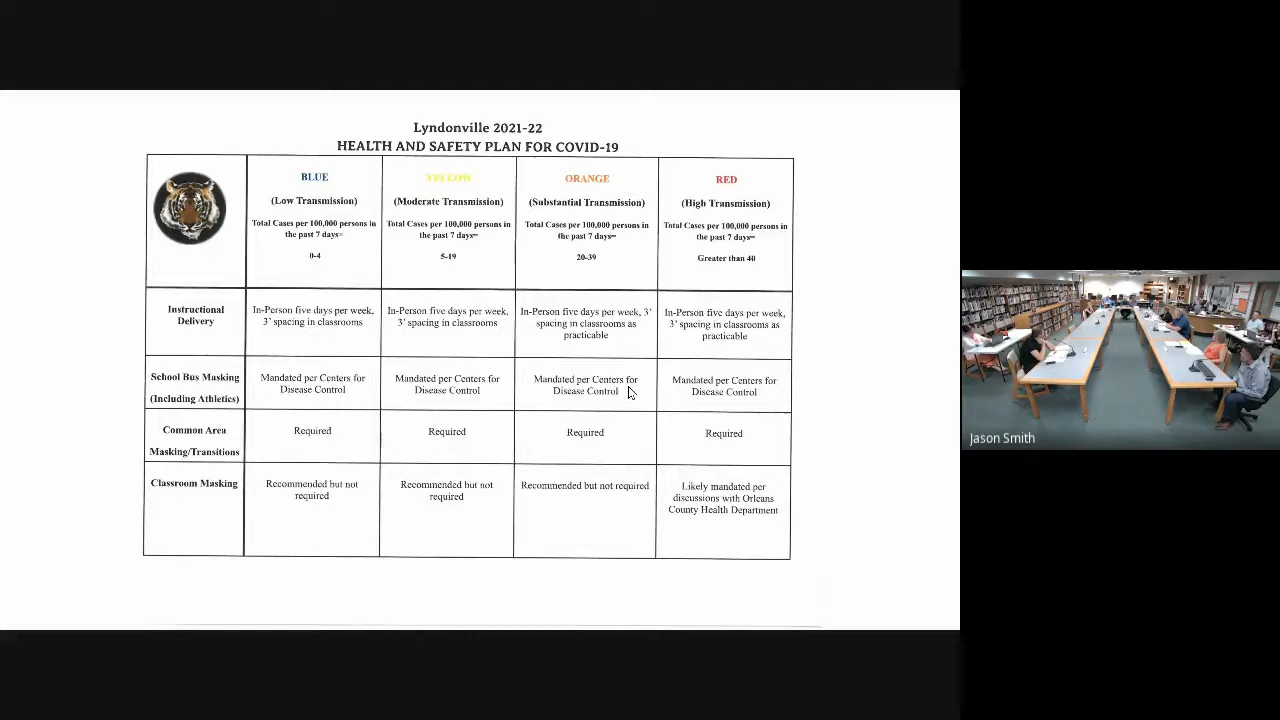 Lyndonville 2021-22
HEALTH AND SAFETY PLAN FOR COVID-19
BLUE
(Low Transmission)
Total Cases per 100,000 persons in
the past 7 days=
0-4
YELLOW
(Moderate Transmission)
Total Cases per 100,000 persons in
the past 7 days=
5-19
ORANGE
(Substantial Transmission)
Total Cases per 100,000 persons in
the past 7 days=
20-39
RED
(High Transmission)
Total Cases per 100,000 persons in
the past 7 days=
Greater than 40
Instructional
Delivery
In-Person five days per week,
3' spacing in classrooms
In-Person five days per week,
3' spacing in classrooms
In-Person five days per week, 3'
spacing in classrooms as
practicable
In-Person five days per week,
3' spacing in classrooms as
practicable
School Bus Masking
(Including Athletics)
Mandated per Centers for
Disease Control
Mandated per Centers for
Disease Control
Mandated per Centers for
Disease Control
Mandated per Centers for
Disease Control
Common Area
Masking/Transitions
Required
Required
Required
Required
Classroom Masking
Recommended but not
required
Recommended but not
required
Recommended but not required
Likely mandated per
discussions with Orleans
County Health Department
Jason Smith